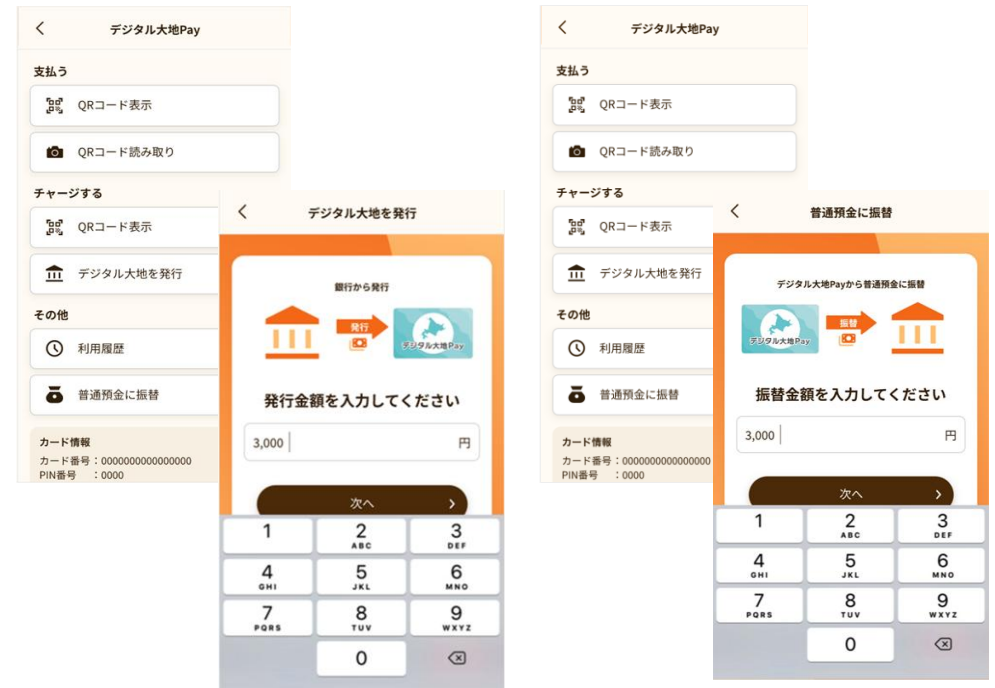 デジタル大地Pay
支払う
QRコード表示
QRコード読み取り
チャージする
QRコード表示
デジタル大地を発行
その他
利用履歴
普通預金に振替
カード情報
カード番号：0000000000000000
PIN番号　：0000
デジタル大地を発行
銀行から発行
発行
デジタル大地Pay
発行金額を入力してください
3,000
円
次へ
1
2
ABC
3
DEF
4
GHI
5
JKL
6
MNO
7
PQRS
8
TUV
9
WXYZ
0
デジタル大地Pay
支払う
QRコード表示
QRコード読み取り
チャージする
QRコード表示
デジタル大地を発行
その他
利用履歴
普通預金に振替
カード情報
カード番号：0000000000000000
PIN番号　：0000
普通預金に振替
デジタル大地Payから普通預金に振替
振替
デジタル大地Pay
振替金額を入力してください
3,000
円
次へ
1
2
ABC
3
DEF
4
GHI
5
JKL
6
MNO
7
PQRS
8
TUV
9
WXYZ
0